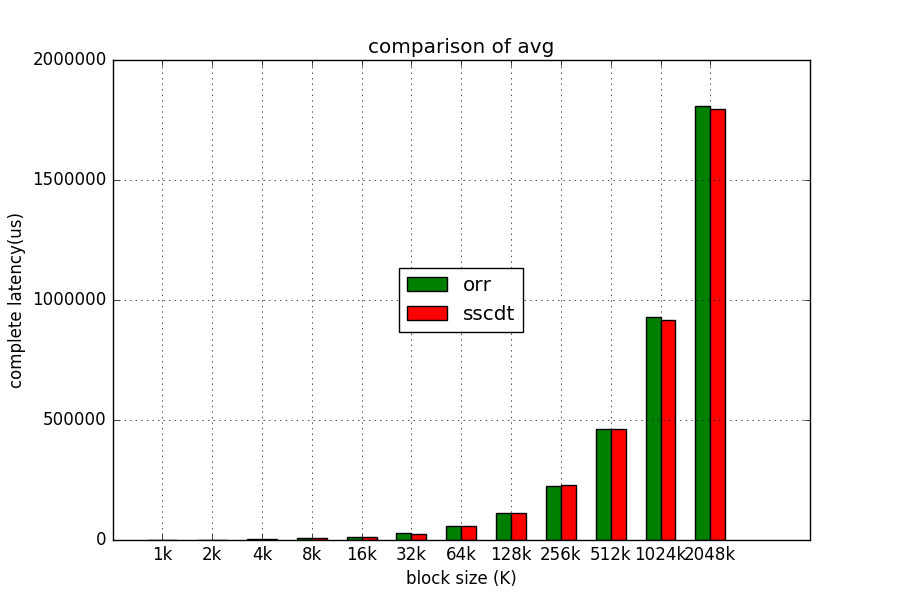 comparison of avg
2000000
1500000
1000000
500000
0
complete latency(us)
orr
sscdt
1k 2k 4k 8k 16k 32k 64k 128k 256k 512k 1024k 2048k
block size (K)